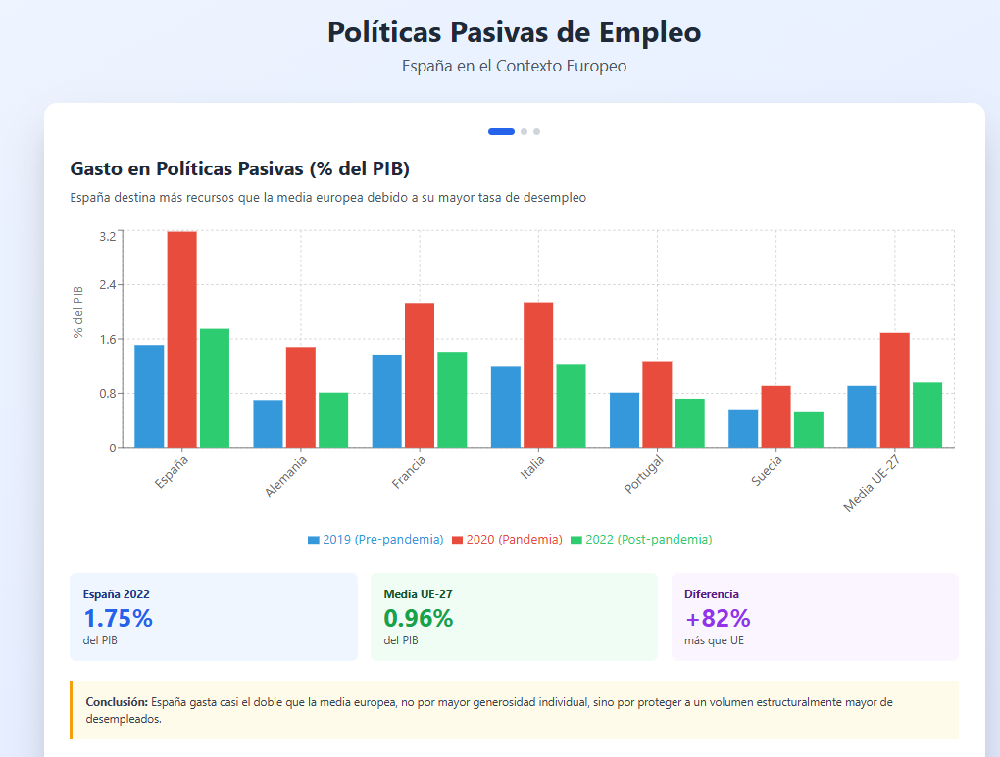 Políticas Pasivas de Empleo
España en el Contexto Europeo
Gasto en Políticas Pasivas (% del PIB)
España destina más recursos que la media europea debido a su mayor tasa de desempleo
% del PIB
3.2
2.4
1.6
0.8
0
España
Alemania
Francia
Italia
Portugal
Suecia
Media UE-27
2019 (Pre-pandemia)
2020 (Pandemia)
2022 (Post-pandemia)
España 2022
1.75%
del PIB
Media UE-27
0.96%
del PIB
Diferencia
+82%
más que UE
Conclusión: España gasta casi el doble que la media europea, no por mayor generosidad individual, sino por proteger a un volumen estructuralmente mayor de
desempleados.